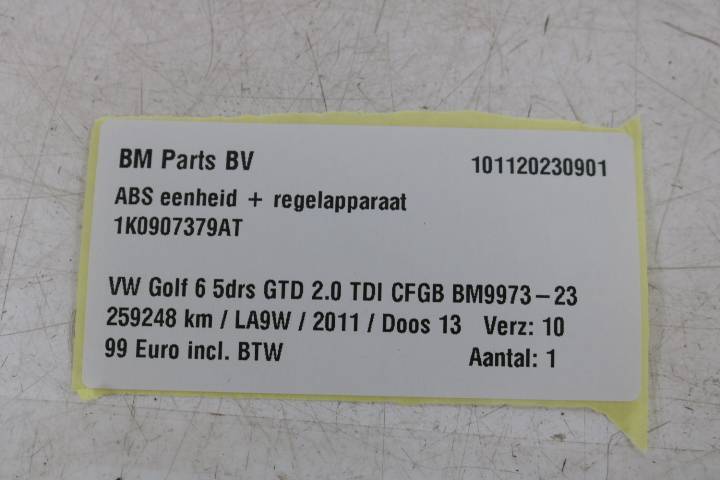 BM Parts BV 101120230901
ABS eenheid + regelapparaat
1K0907379AT
VW Golf 6 5drs GTD 2.0 TDI CFGB BM9973-23
259248 km / LA9W / 2011 / Doos 13 Verz: 10
99 Euro incl. BTW Aantal: 1